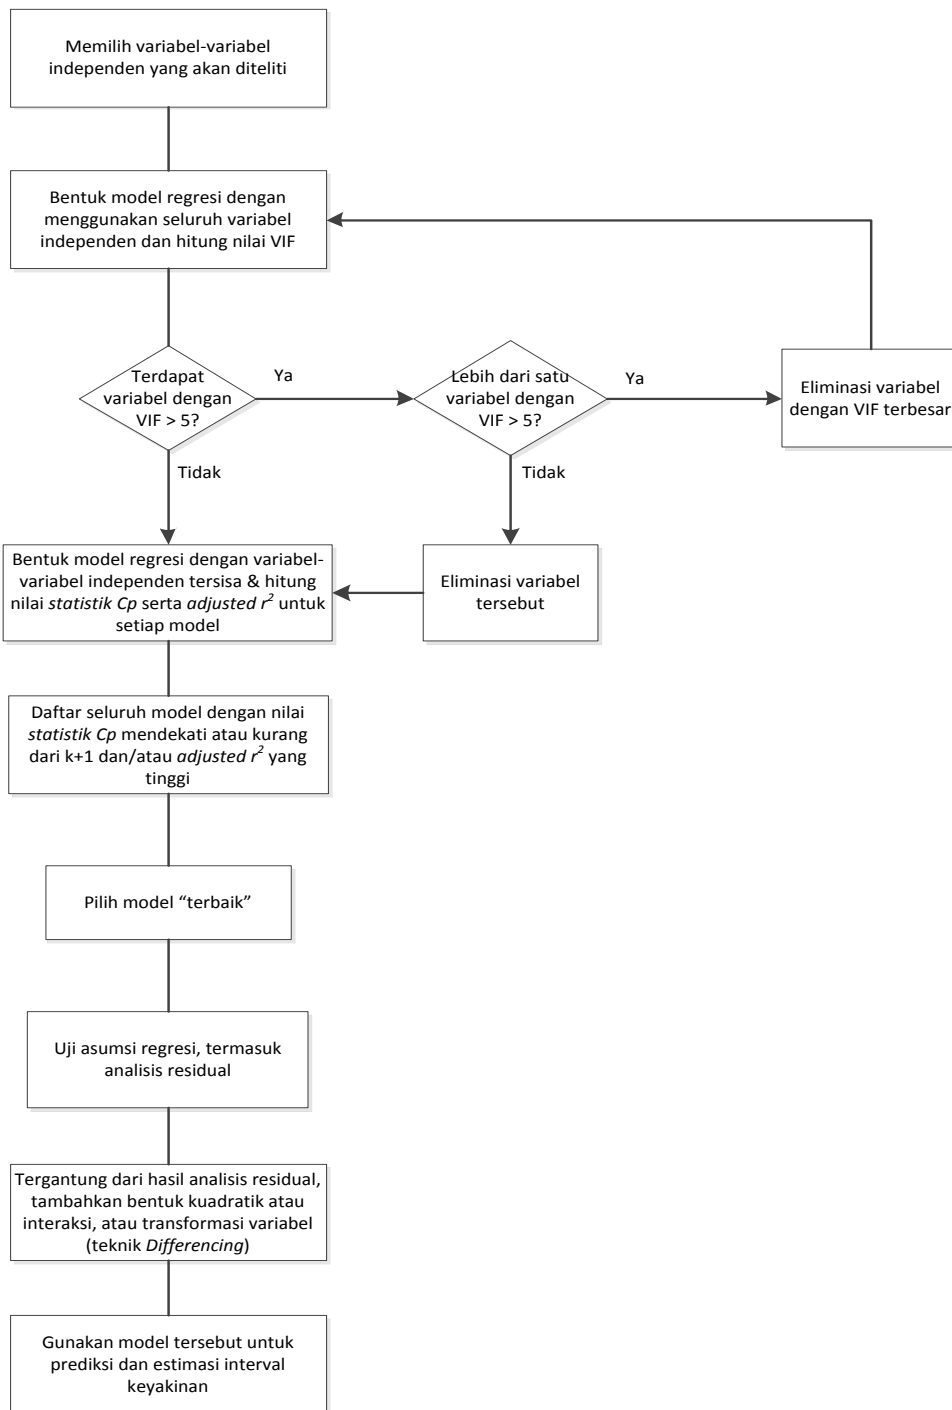 Memilih variabel-variabel
independen yang akan diteliti
Bentuk model regresi dengan
menggunakan seluruh variabel
independen dan hitung nilai VIF
Terdapat
variabel dengan
VIF > 5?
Ya
Lebih dari satu
variabel dengan
VIF > 5?
Ya
Eliminasi variabel
dengan VIF terbesar
Tidak
Tidak
Bentuk model regresi dengan variabel-
variabel independen tersisa & hitung
nilai statistik Cp serta adjusted r² untuk
setiap model
Eliminasi variabel
tersebut
Daftar seluruh model dengan nilai
statistik Cp mendekati atau kurang
dari k+1 dan/atau adjusted r² yang
tinggi
Pilih model “terbaik”
Uji asumsi regresi, termasuk
analisis residual
Tergantung dari hasil analisis residual,
tambahkan bentuk kuadratik atau
interaksi, atau transformasi variabel
(teknik Differencing)
Gunakan model tersebut untuk
prediksi dan estimasi interval
keyakinan